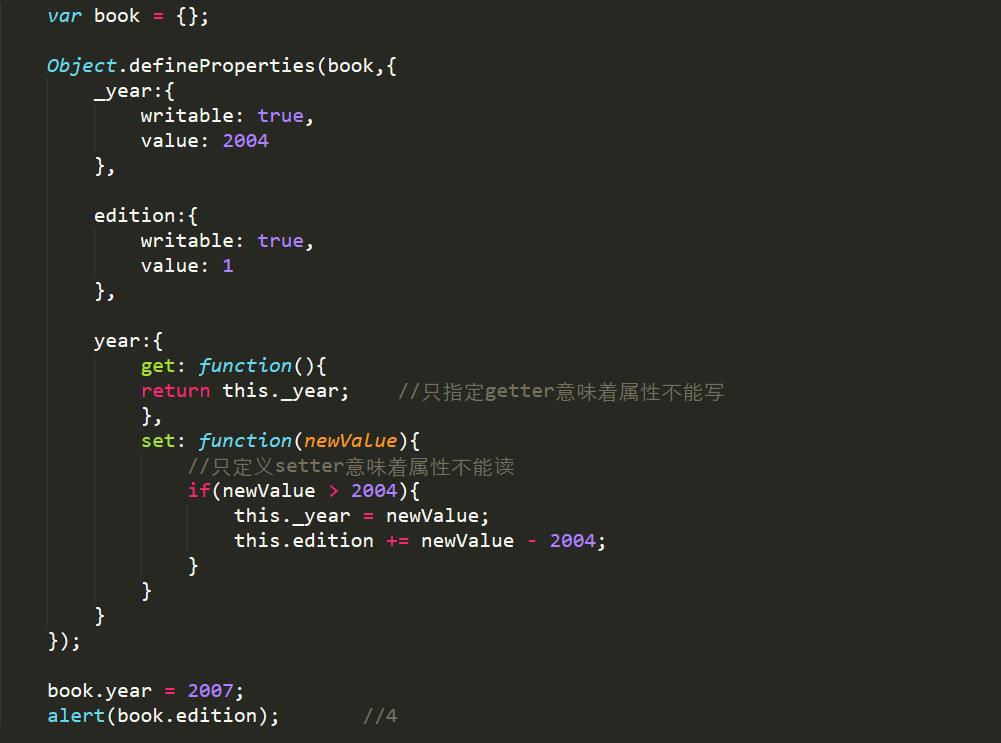 var book = {};
Object.defineProperties(book,{
_year:{
writable: true,
value: 2004
},
edition:{
writable: true,
value: 1
},
year:{
get: function(){
return this._year; //只指定getter意味着属性不能写
},
set: function(newValue){
//只定义setter意味着属性不能读
if(newValue > 2004){
this._year = newValue;
this.edition += newValue - 2004;
}
}
}
});
book.year = 2007;
alert(book.edition); //4